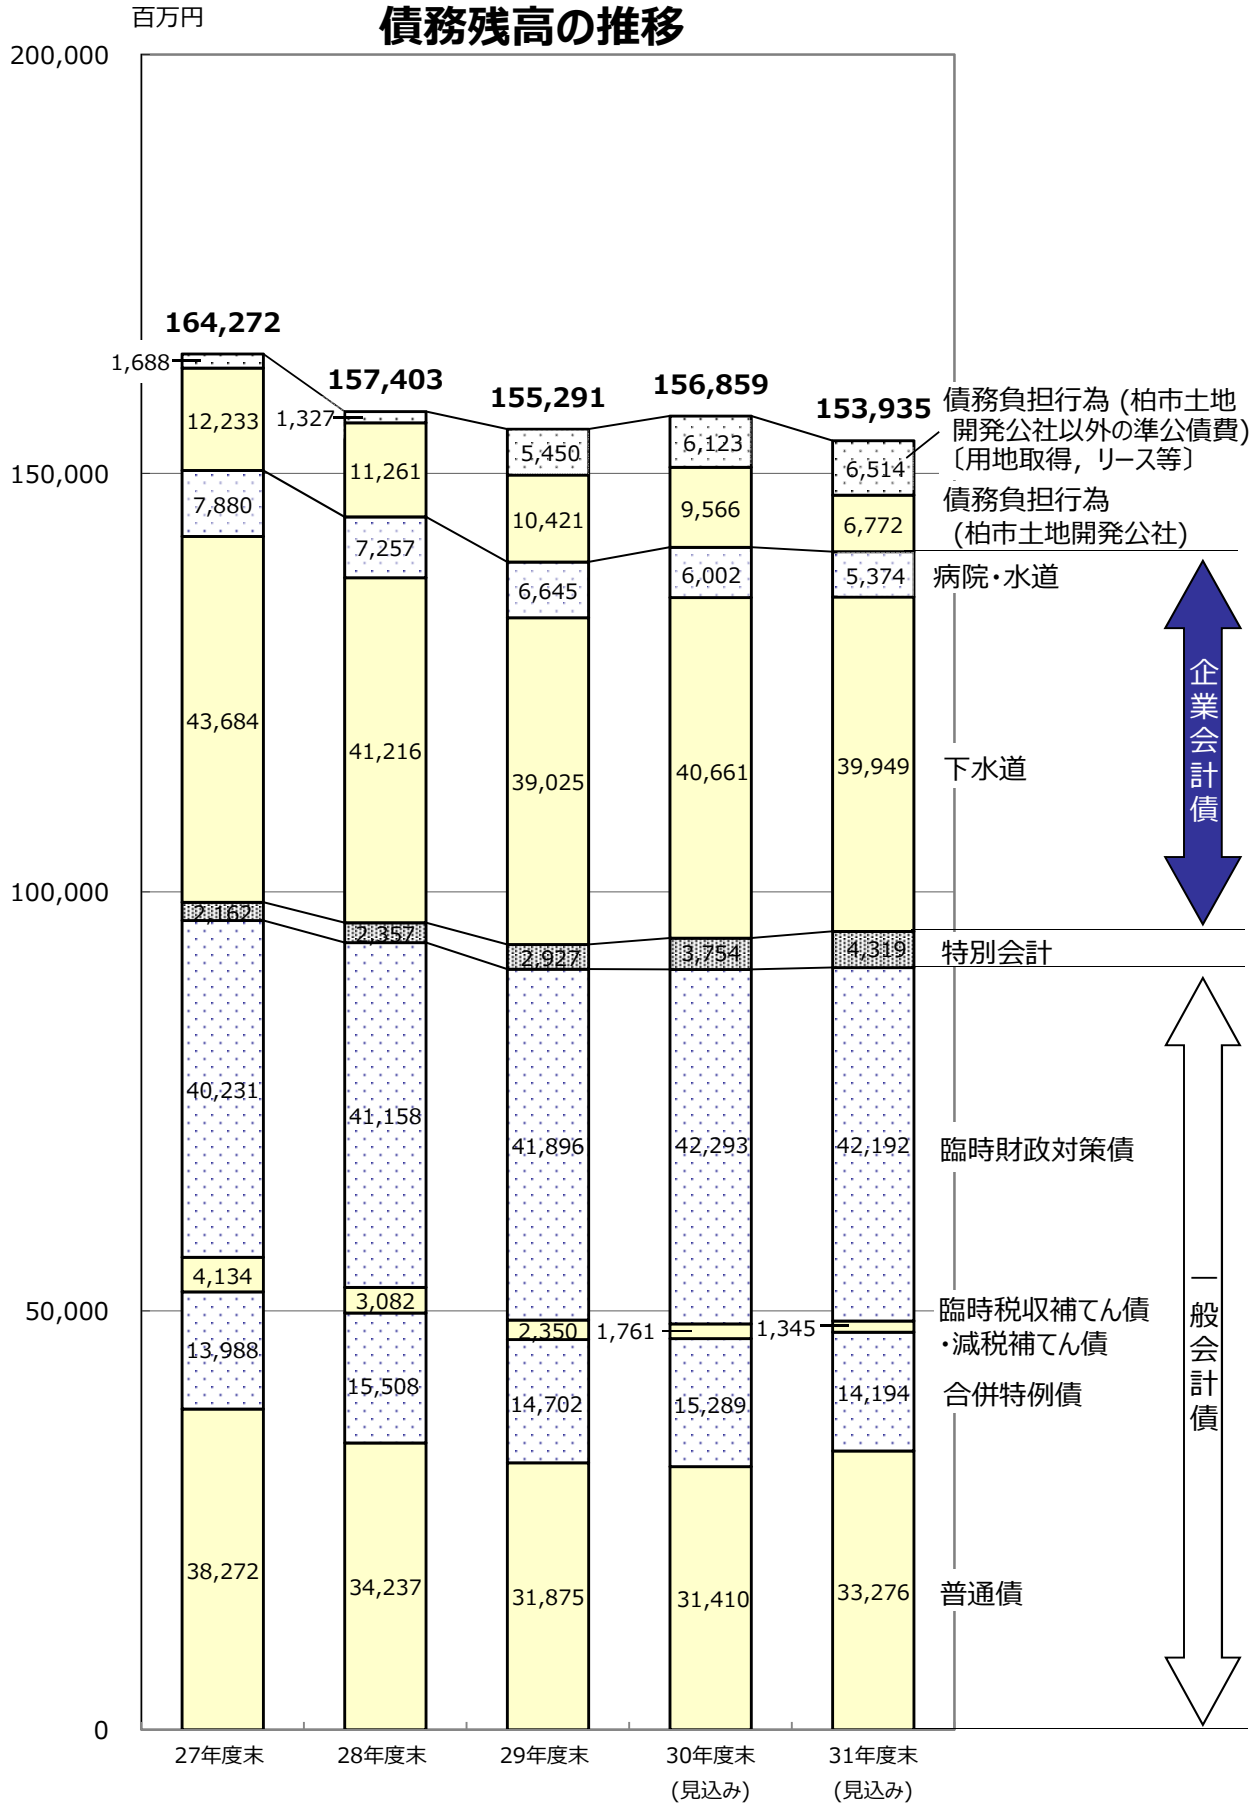 債務残高の推移
百万円
200,000
150,000
100,000
50,000
0
164,272
1,688
12,233
7,880
43,684
2,162
40,231
4,134
13,988
38,272
27年度末
157,403
1,327
11,261
7,257
41,216
2,357
41,158
3,082
15,508
34,237
28年度末
155,291
5,450
10,421
6,645
39,025
2,927
41,896
2,350
14,702
31,875
29年度末
156,859
6,123
9,566
6,002
40,661
3,754
42,293
1,761
15,289
31,410
30年度末
(見込み)
153,935
6,514
6,772
5,374
39,949
4,319
42,192
1,345
14,194
33,276
31年度末
(見込み)
債務負担行為 (柏市土地
開発公社以外の準公債費)
〔用地取得, リース等〕
債務負担行為
(柏市土地開発公社)
病院・水道
下水道
特別会計
臨時財政対策債
臨時税収補てん債
・減税補てん債
合併特例債
普通債
企業会計債
一般会計債